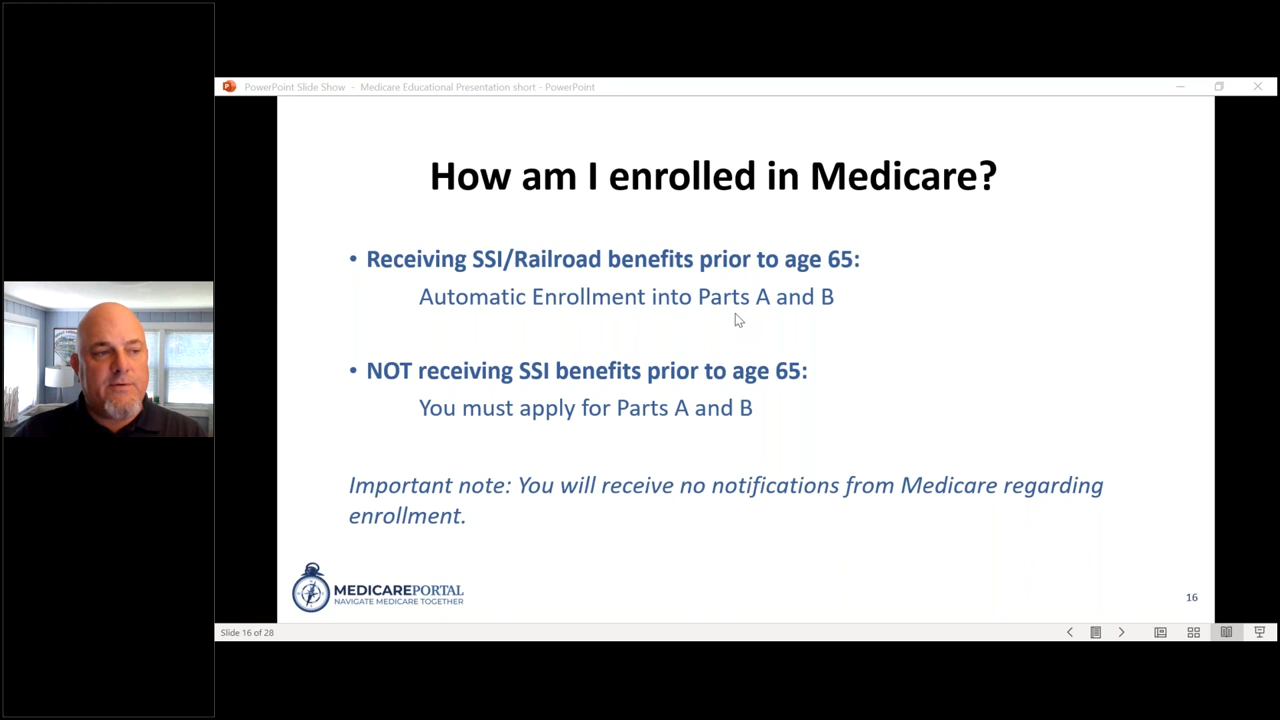 PowerPoint Slide Show - Medicare Educational Presentation short - PowerPoint
How am I enrolled in Medicare?
• Receiving SSI/Railroad benefits prior to age 65:
Automatic Enrollment into Parts A and B
• NOT receiving SSI benefits prior to age 65:
You must apply for Parts A and B
Important note: You will receive no notifications from Medicare regarding
enrollment.
MEDICAREPORTAL
NAVIGATE MEDICARE TOGETHER
16
Slide 16 of 28